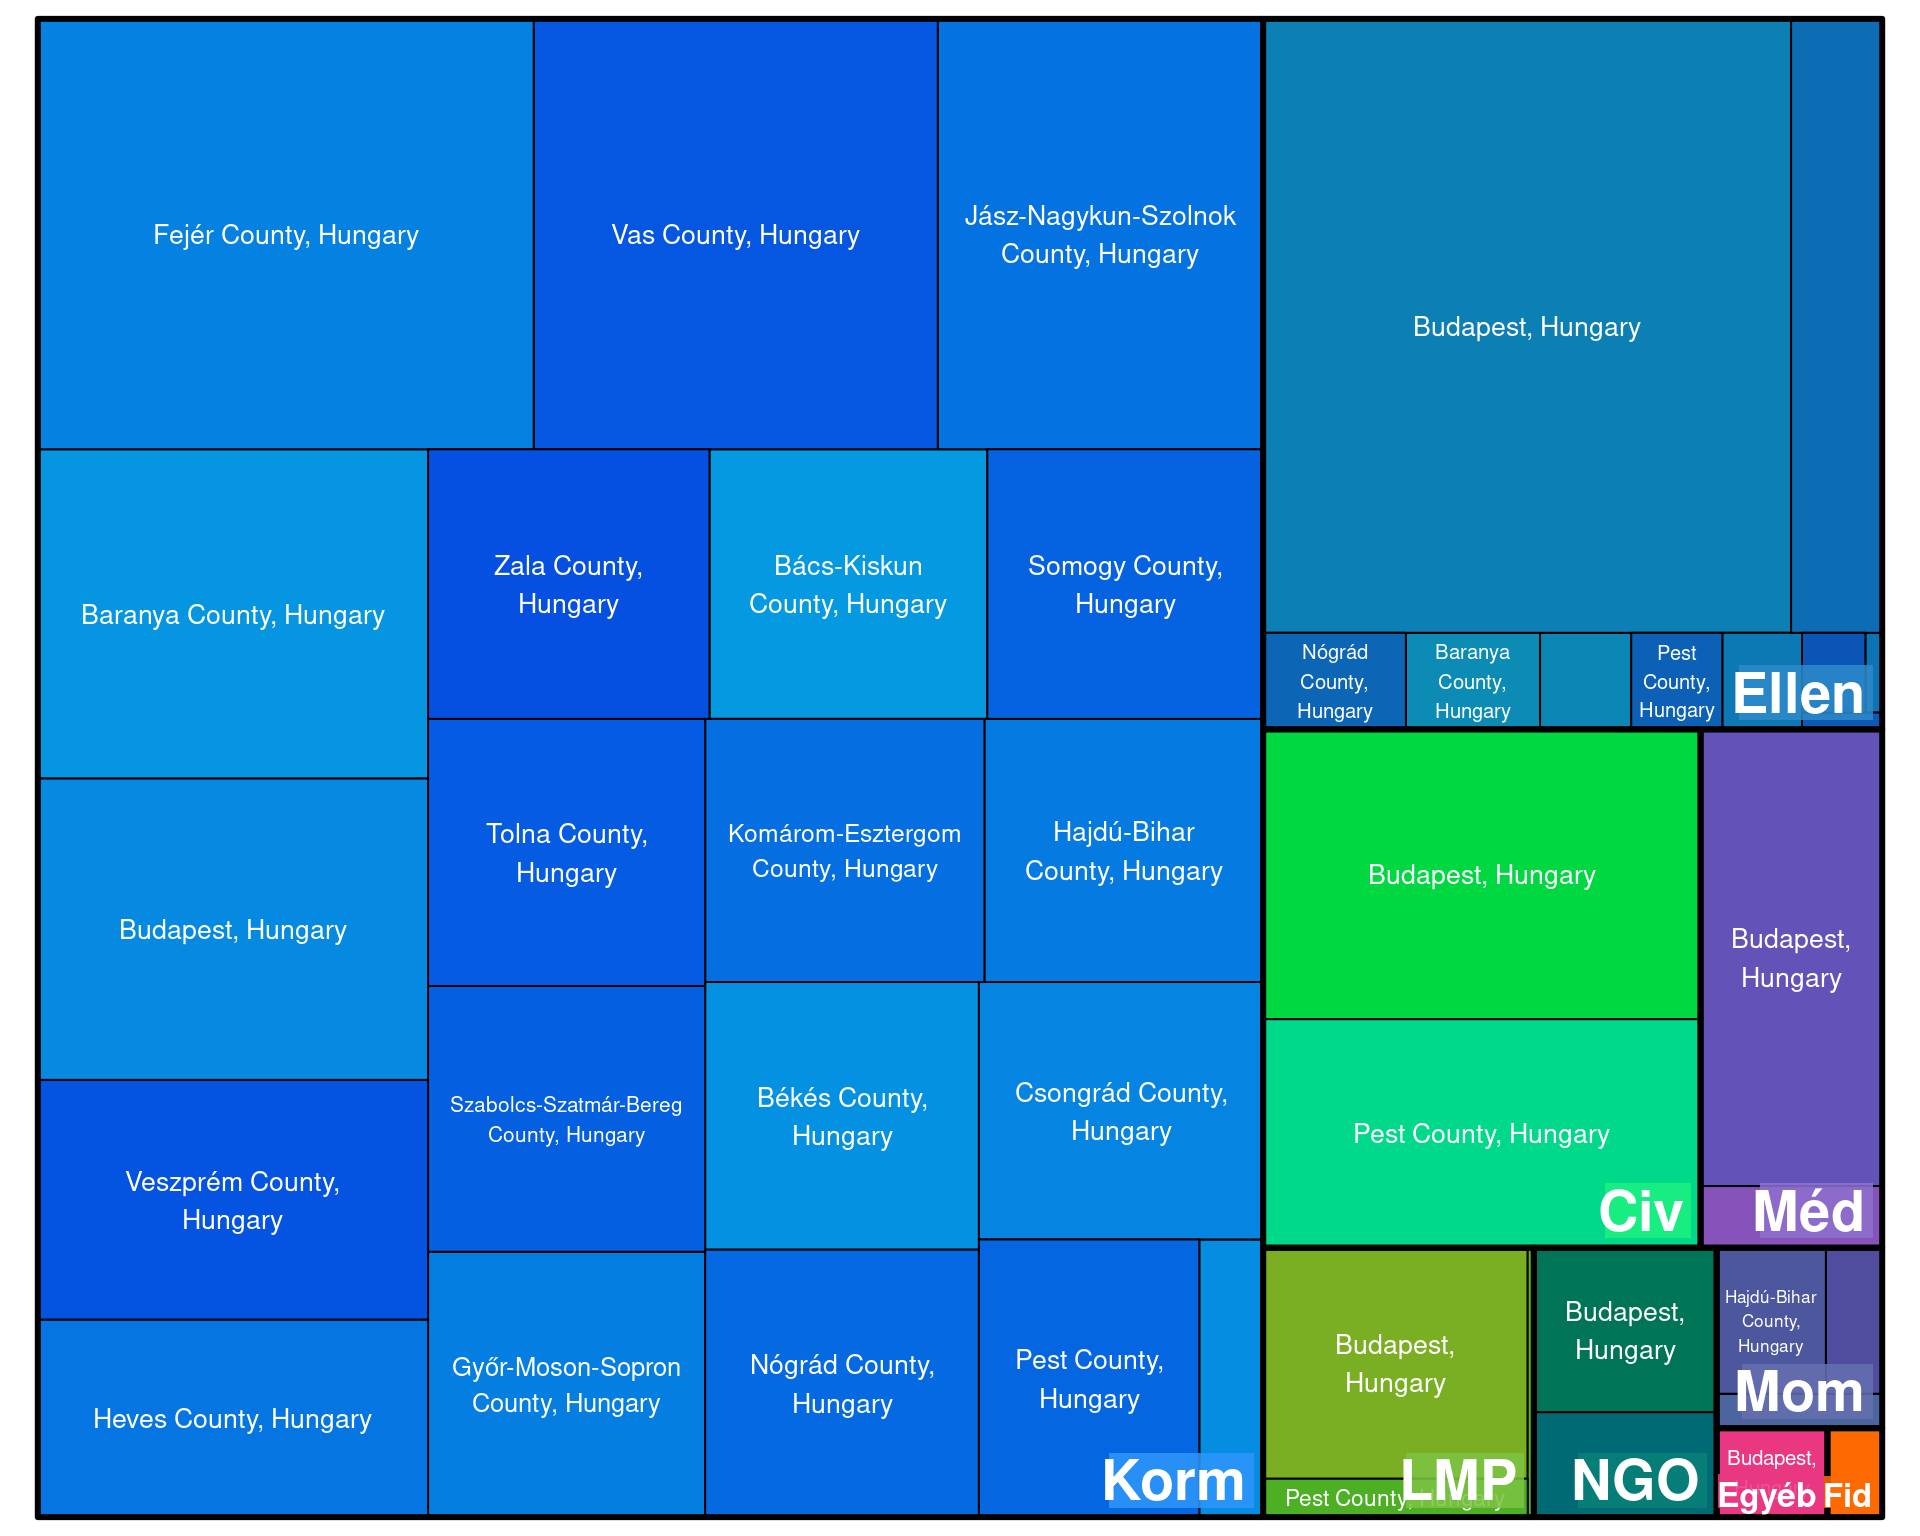 Fejér County, Hungary
Vas County, Hungary
Jász-Nagykun-Szolnok
County, Hungary
Baranya County, Hungary
Zala County,
Hungary
Bács-Kiskun
County, Hungary
Somogy County,
Hungary
Budapest, Hungary
Tolna County,
Hungary
Komárom-Esztergom
County, Hungary
Hajdú-Bihar
County, Hungary
Veszprém County,
Hungary
Szabolcs-Szatmár-Bereg
County, Hungary
Békés County,
Hungary
Csongrád County,
Hungary
Heves County, Hungary
Győr-Moson-Sopron
County, Hungary
Nógrád County,
Hungary
Pest County,
Hungary
Korm
Budapest, Hungary
Nógrád
County,
Hungary
Baranya
County,
Hungary
Pest
County,
Hungary
Ellen
Budapest, Hungary
Pest County, Hungary
Civ
Budapest,
Hungary
Méd
Budapest,
Hungary
Pest County, Hungary
LMP
Budapest,
Hungary
NGO
Hajdú-Bihar
County,
Hungary
Mom
Budapest,
Egyéb
Fid